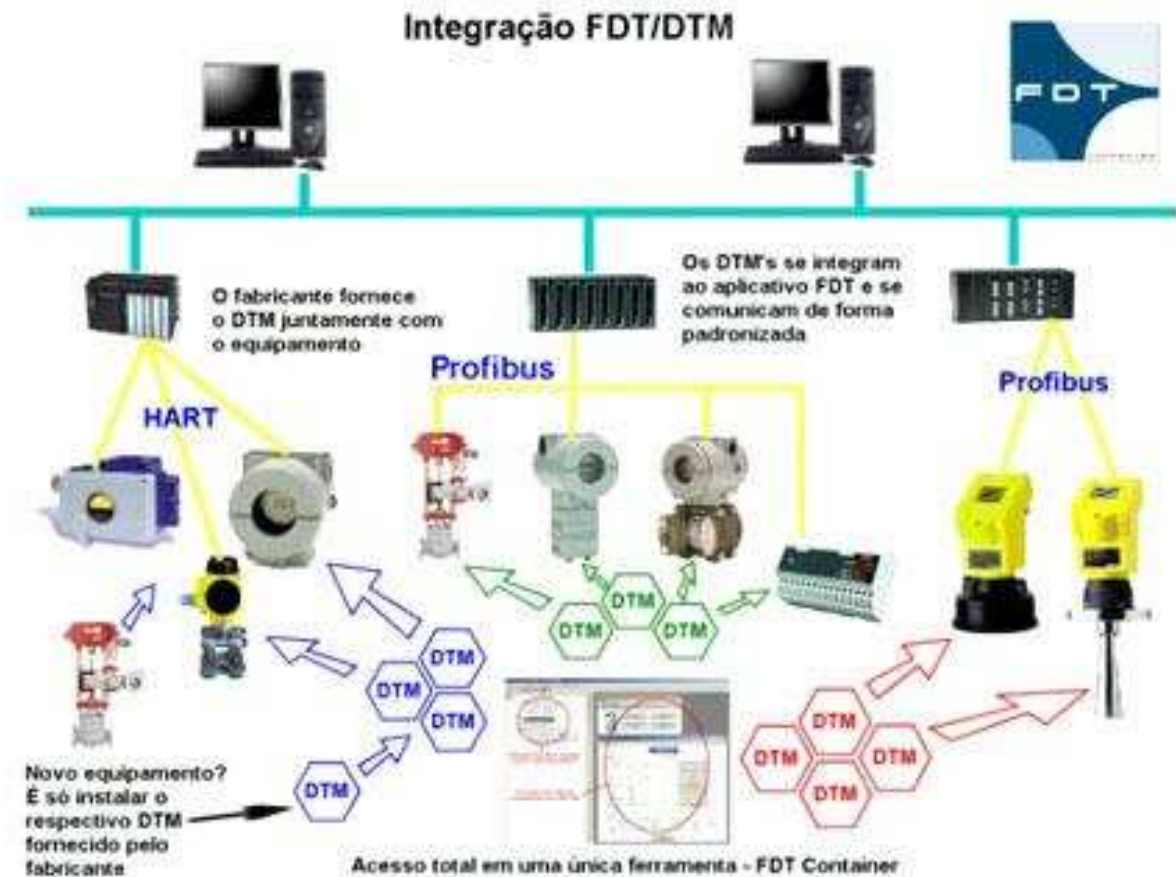 Integração FDT/DTM
FDT
O fabricante fornece
o DTM juntamente com
o equipamento
Os DTM's se integram
ao aplicativo FDT e se
comunicam de forma
padronizada
Profibus
Profibus
HART
DTM
DTM
DTM
DTM
DTM
DTM
DTM
DTM
DTM
DTM
DTM
Novo equipamento?
É só instalar o
respectivo DTM
fornecido pelo
fabricante
Acesso total em uma única ferramenta - FDT Container